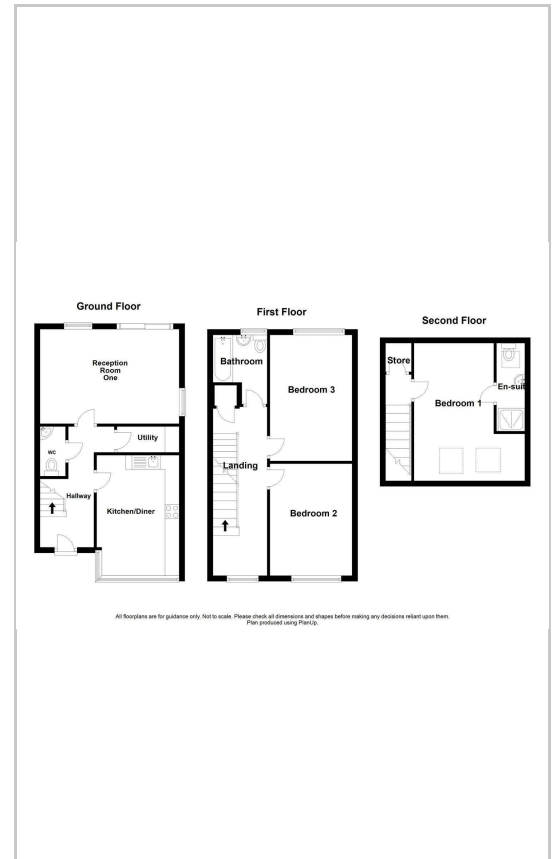 Ground Floor
First Floor
Second Floor
Reception
Room
One
Utility
WC
Hallway
Kitchen/Diner
Bathroom
Bedroom 3
Landing
Bedroom 2
Store
Bedroom 1
En-suit
All floorplans are for guidance only. Not to scale. Please check all dimensions and shapes before making any decisions reliant upon them.
Plan produced using PlanUp.